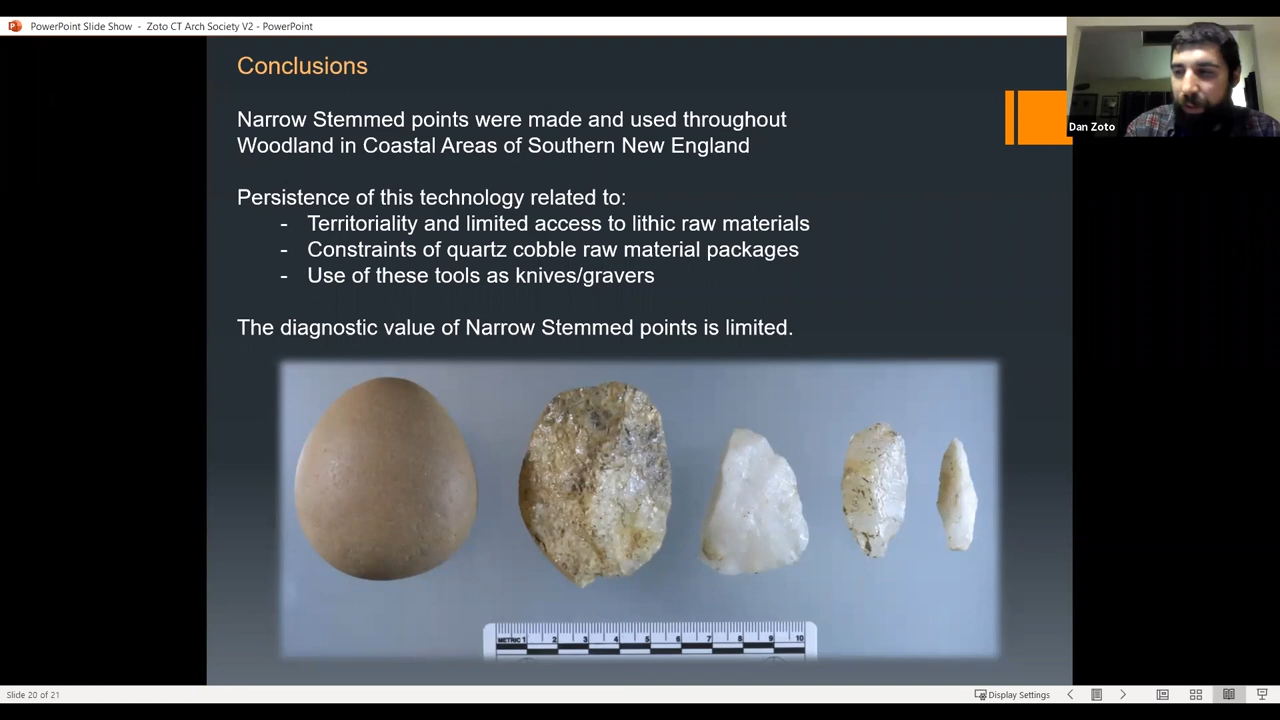 PowerPoint Slide Show - Zoto CT Arch Society V2 - PowerPoint
Conclusions
Dan Zoto
Narrow Stemmed points were made and used throughout
Woodland in Coastal Areas of Southern New England
Persistence of this technology related to:
- Territoriality and limited access to lithic raw materials
- Constraints of quartz cobble raw material packages
- Use of these tools as knives/gravers
The diagnostic value of Narrow Stemmed points is limited.
METRIC 1 2 3 4 5 6 7 8 9 10
Slide 20 of 21
Display Settings